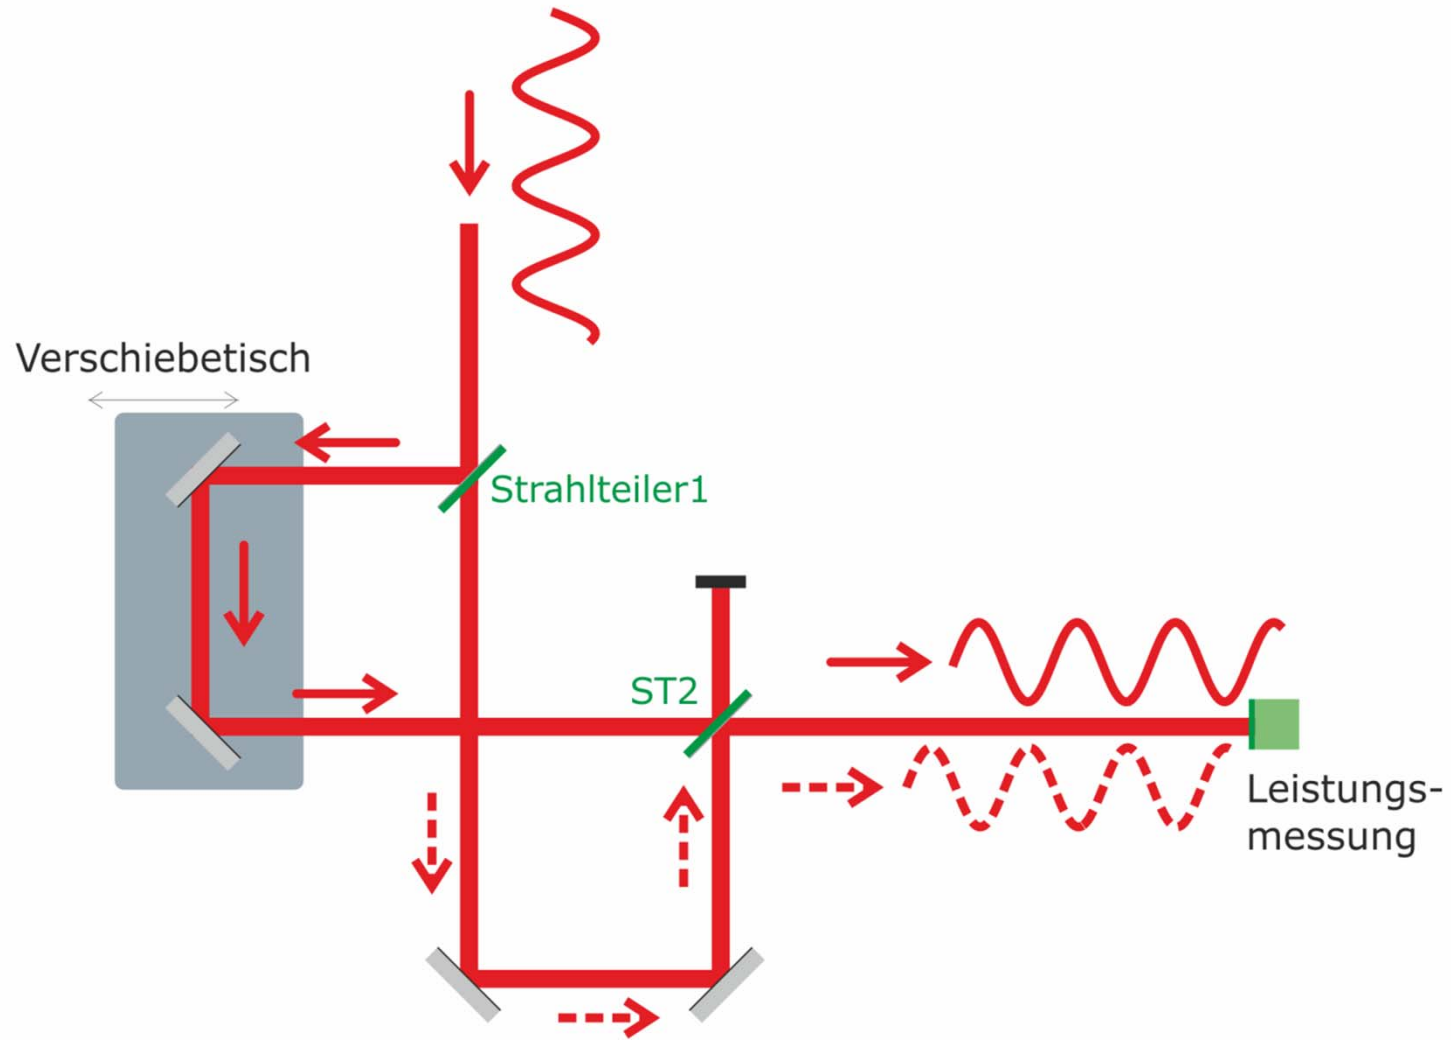 Verschiebetisch
Strahlteiler1
ST2
Leistungs-
messung